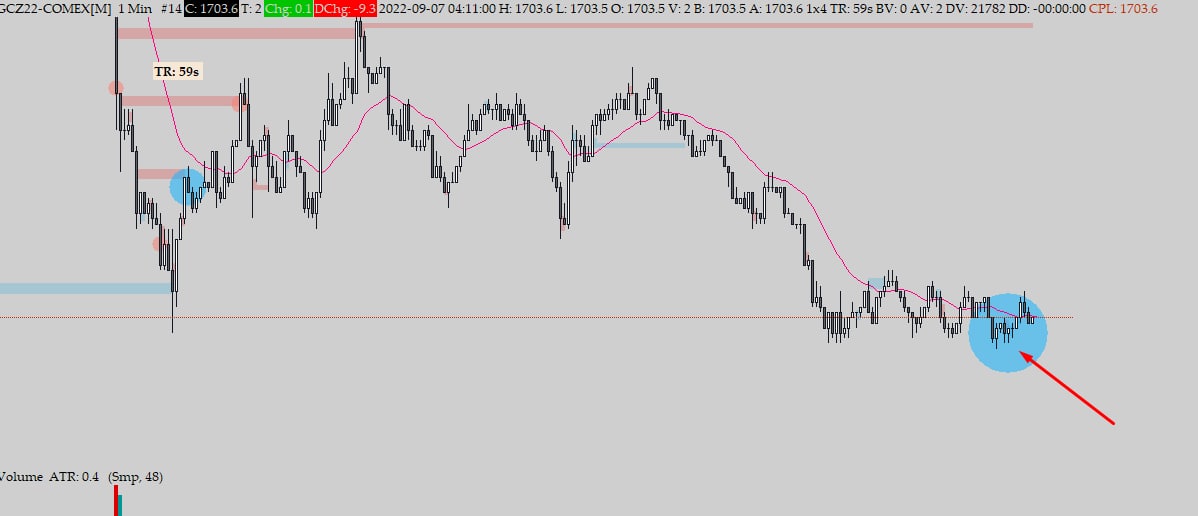 GCZ22-COMEX[M] 1 Min #14 C: 1703.6 T: 2 Chg: 0.1 DChg: -9.3 2022-09-07 04:11:00 H: 1703.6 L: 1703.5 O: 1703.5 V: 2 B: 1703.5 A: 1703.6 1x4 TR: 59s BV: 0 AV: 2 DV: 21782 DD: -00:00:00 CPL: 1703.6
TR: 59s
Volume ATR: 0.4 (Smp, 48)